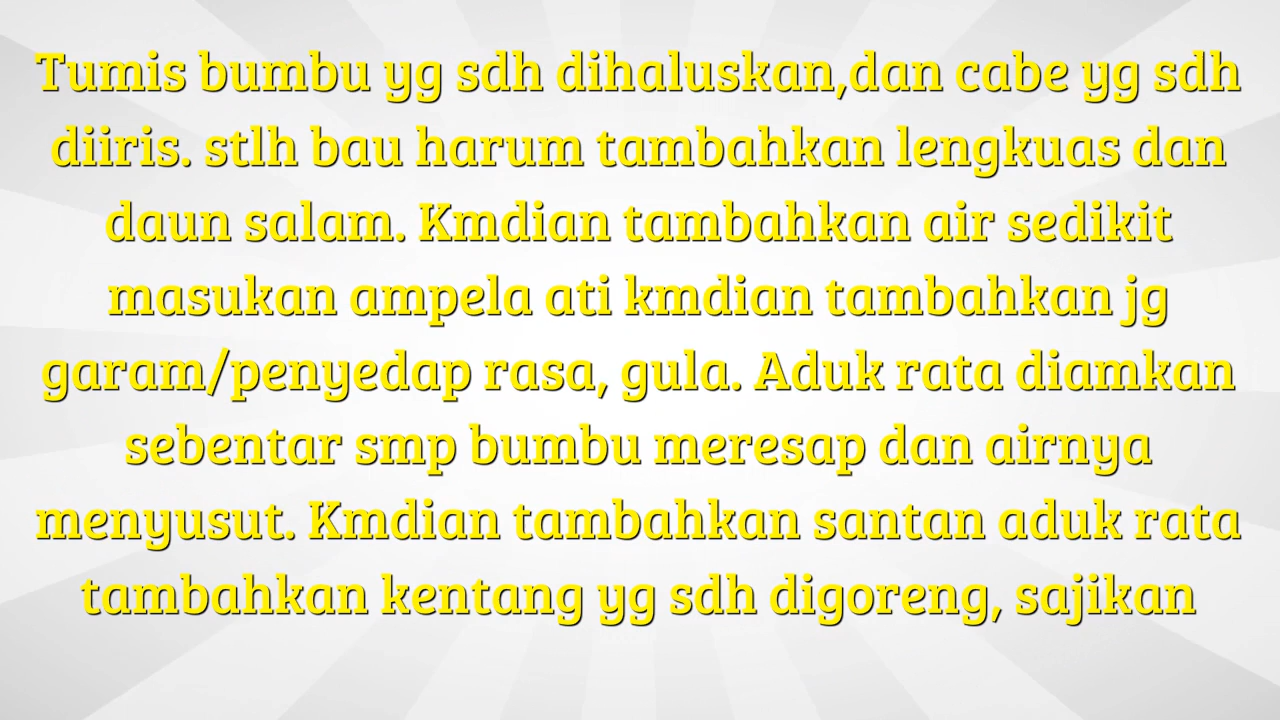 Tumis bumbu yg sdh dihaluskan,dan cabe yg sdh
diiris. stlh bau harum tambahkan lengkuas dan
daun salam. Kmdian tambahkan air sedikit
masukan ampela ati kmdian tambahkan jg
garam/penyedap rasa, gula. Aduk rata diamkan
sebentar smp bumbu meresap dan airnya
menyusut. Kmdian tambahkan santan aduk rata
tambahkan kentang yg sdh digoreng, sajikan